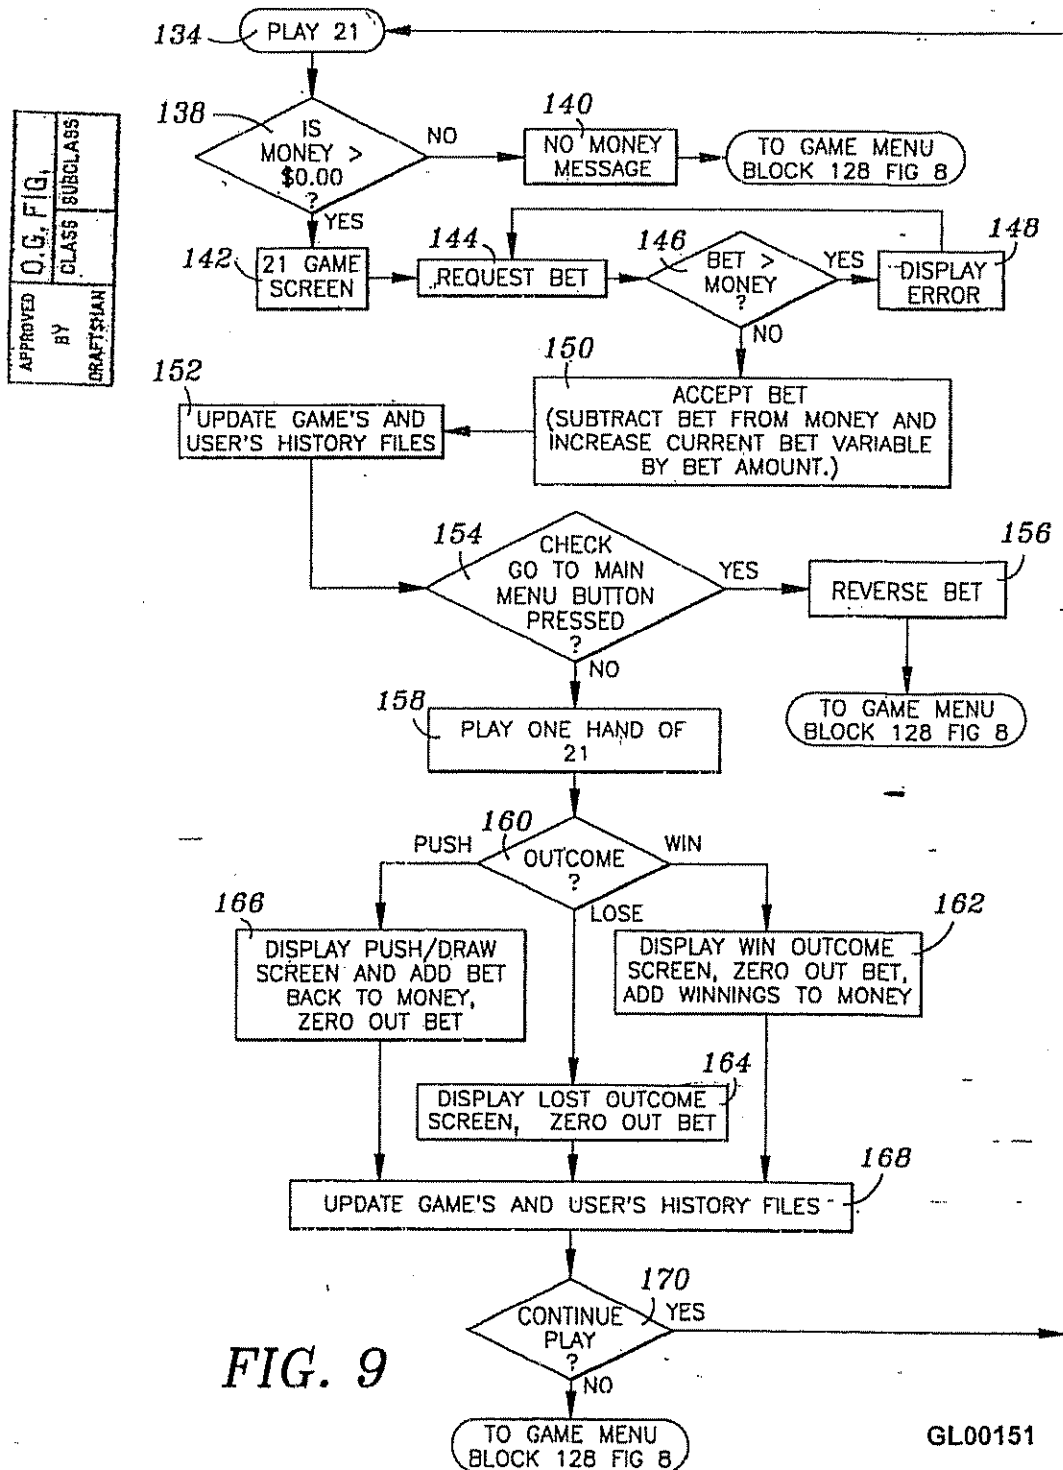 134
PLAY 21
138
IS
MONEY >
$0.00
?
NO
YES
140
NO MONEY
MESSAGE
TO GAME MENU
BLOCK 128 FIG 8
APPROVED
BY
DRAFTSMAN
O.G. FIG.
CLASS
SUBCLASS
142
21 GAME
SCREEN
144
REQUEST BET
146
BET >
MONEY
?
YES
NO
148
DISPLAY
ERROR
150
ACCEPT BET
(SUBTRACT BET FROM MONEY AND
INCREASE CURRENT BET VARIABLE
BY BET AMOUNT.)
152
UPDATE GAME'S AND
USER'S HISTORY FILES
154
CHECK
GO TO MAIN
MENU BUTTON
PRESSED
?
YES
NO
156
REVERSE BET
TO GAME MENU
BLOCK 128 FIG 8
158
PLAY ONE HAND OF
21
160
OUTCOME
?
PUSH
WIN
LOSE
166
DISPLAY PUSH/DRAW
SCREEN AND ADD BET
BACK TO MONEY,
ZERO OUT BET
162
DISPLAY WIN OUTCOME
SCREEN, ZERO OUT BET,
ADD WINNINGS TO MONEY
164
DISPLAY LOST OUTCOME
SCREEN, ZERO OUT BET
168
UPDATE GAME'S AND USER'S HISTORY FILES
170
CONTINUE
PLAY
?
YES
NO
FIG. 9
TO GAME MENU
BLOCK 128 FIG 8
GL00151